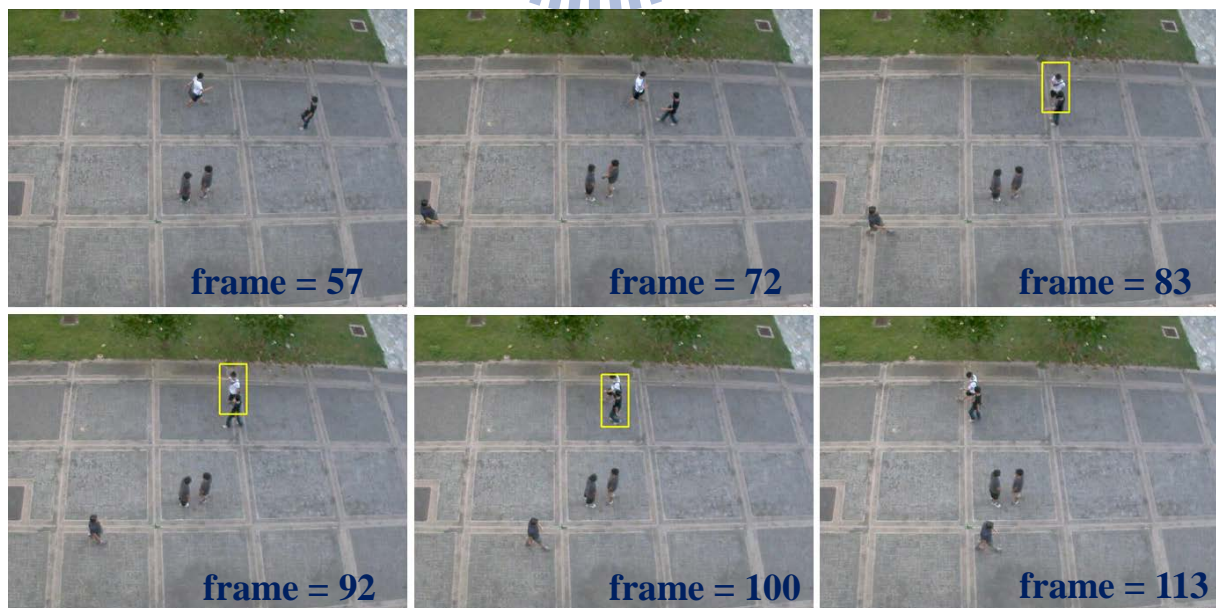 frame = 57
frame = 72
frame = 83
frame = 92
frame = 100
frame = 113